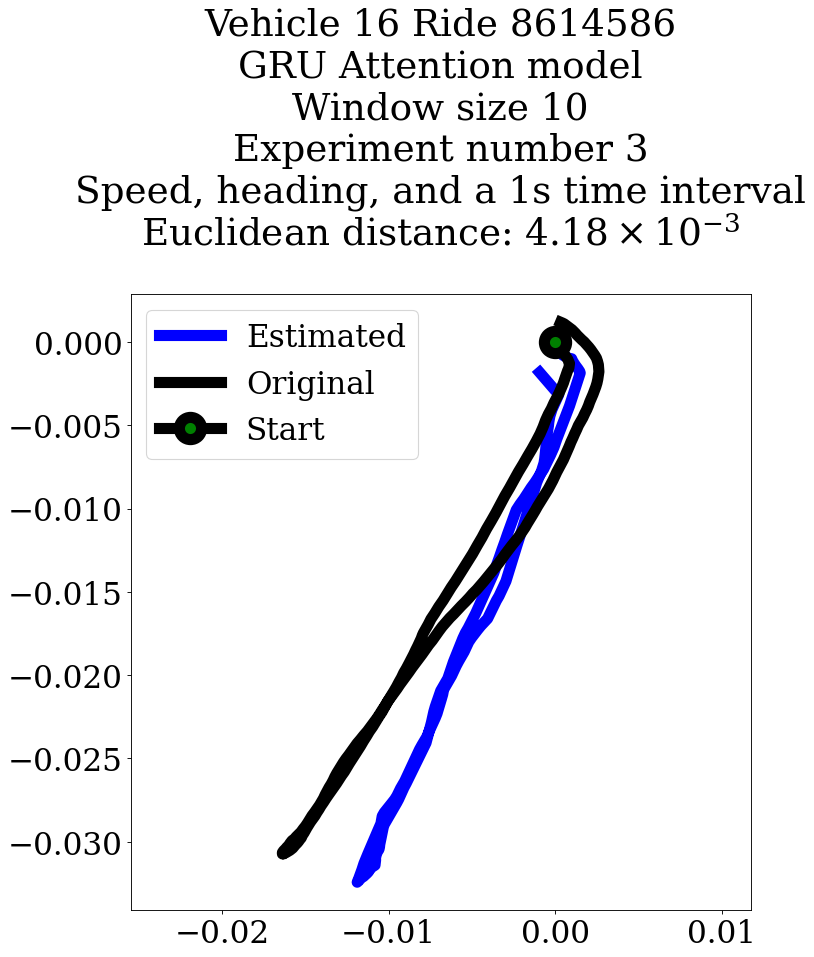 Vehicle 16 Ride 8614586
GRU Attention model
Window size 10
Experiment number 3
Speed, heading, and a 1s time interval
Euclidean distance: 4.18 × 10⁻³
Estimated
Original
Start
0.000
−0.005
−0.010
−0.015
−0.020
−0.025
−0.030
−0.02
−0.01
0.00
0.01